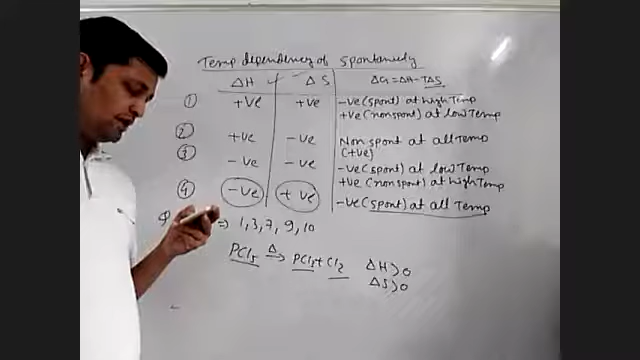 Temp dependency of spontaneity
ΔH ΔS ΔG = ΔH - TΔS
① +ve +ve -ve (spont) at high Temp
+ve (nonspont) at low Temp
② +ve -ve Non spont at all Temp
(+ve)
③ -ve -ve -ve (spont) at low Temp
+ve (nonspont) at high Temp
④ -ve +ve -ve (spont at all Temp
⇒ 1, 3, 7, 9, 10
PCl5 Δ⇒ PCl3 + Cl2 ΔH>0
ΔS>0